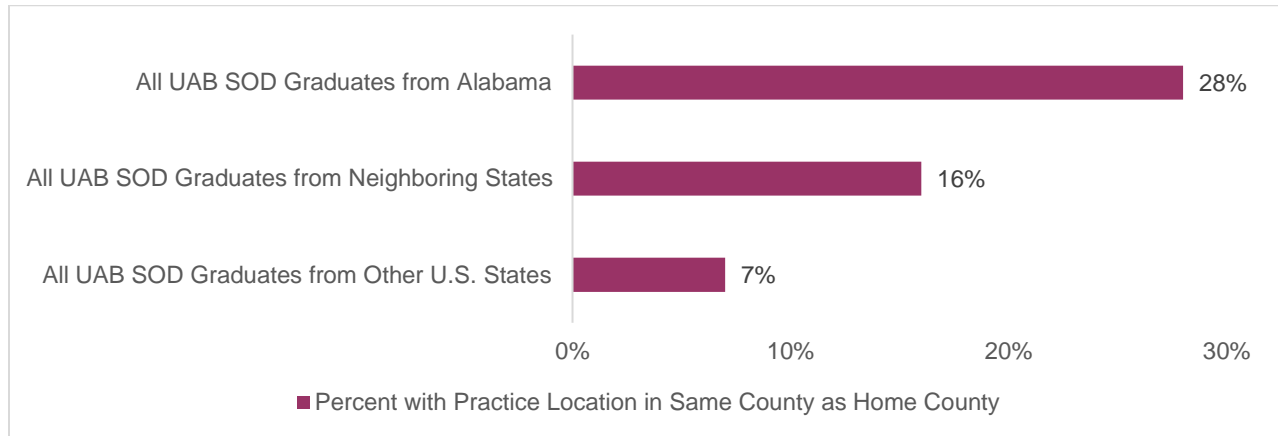 All UAB SOD Graduates from Alabama
28%
All UAB SOD Graduates from Neighboring States
16%
All UAB SOD Graduates from Other U.S. States
7%
0%
10%
20%
30%
Percent with Practice Location in Same County as Home County